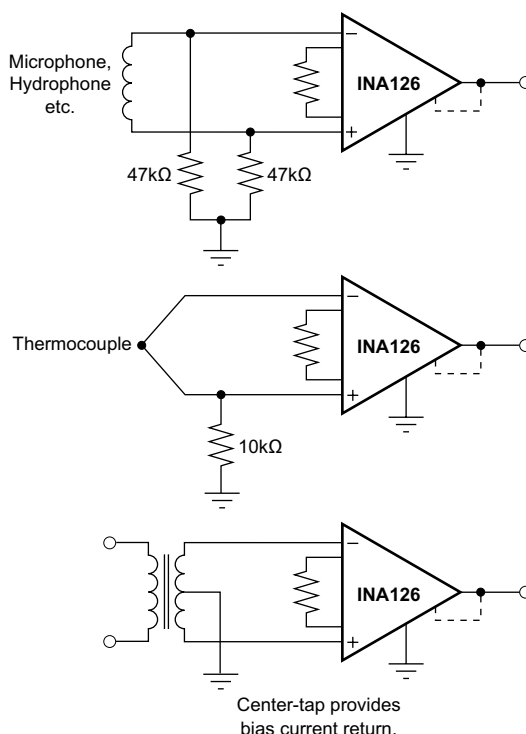 Microphone,
Hydrophone
etc.
−
INA126
+
47kΩ
47kΩ
Thermocouple
−
INA126
+
10kΩ
−
INA126
+
Center-tap provides
bias current return.